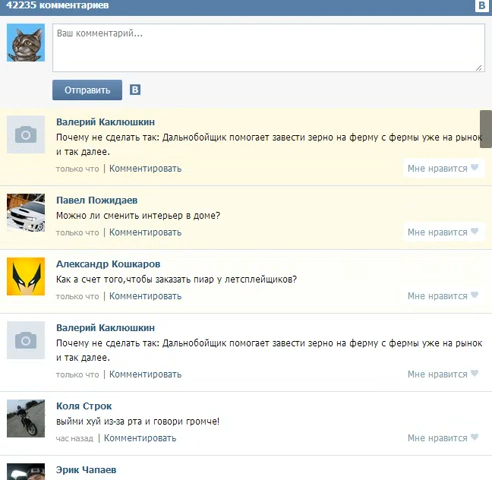 42235 комментариев
B
Ваш комментарий...
Отправить
B
Валерий Каклюшкин
Почему не сделать так: Дальнобойщик помогает завести зерно на ферму с фермы уже на рынок
и так далее.
только что | Комментировать
Мне нравится
Павел Пожидаев
Можно ли сменить интерьер в доме?
только что | Комментировать
Мне нравится
Александр Кошкаров
Как а счет того,чтобы заказать пиар у летсплейщиков?
только что | Комментировать
Мне нравится
Валерий Каклюшкин
Почему не сделать так: Дальнобойщик помогает завести зерно на ферму с фермы уже на рынок
и так далее.
только что | Комментировать
Мне нравится
Коля Строк
выйми хуй из-за рта и говори громче!
час назад | Комментировать
Мне нравится
Эрик Чапаев